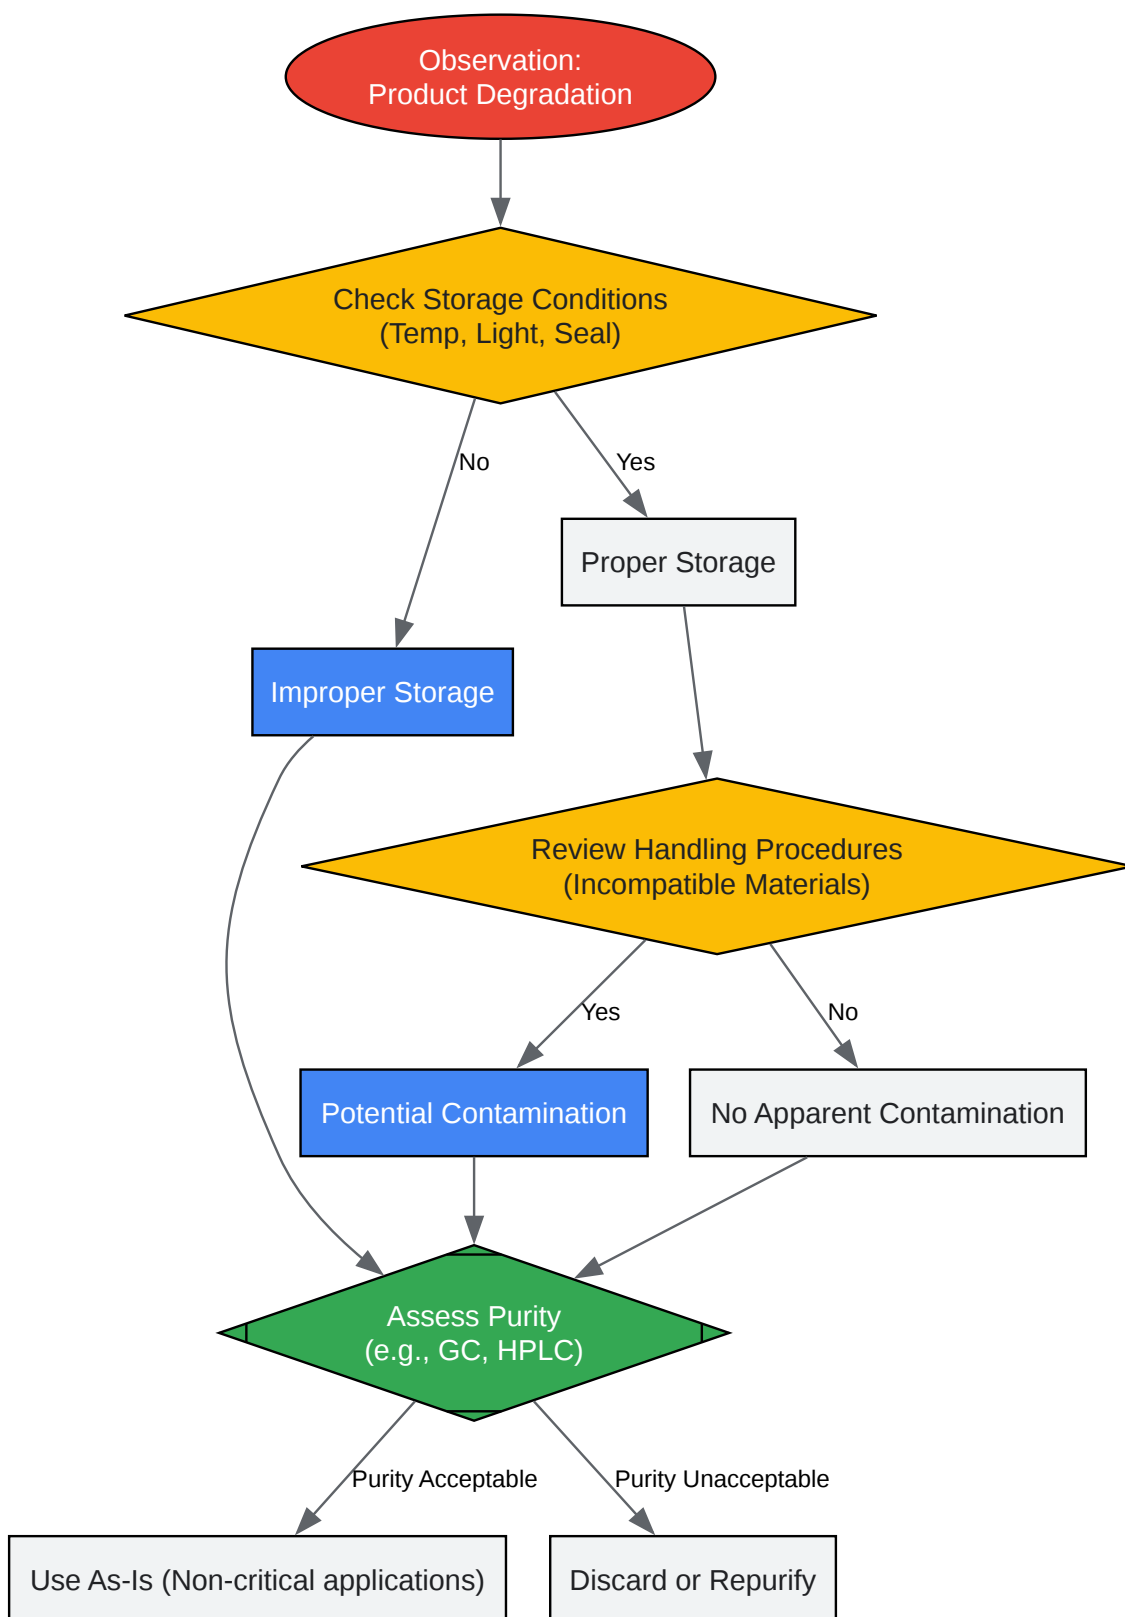 Observation:
Product Degradation
Check Storage Conditions
(Temp, Light, Seal)
No
Yes
Proper Storage
Improper Storage
Review Handling Procedures
(Incompatible Materials)
Yes
No
Potential Contamination
No Apparent Contamination
Assess Purity
(e.g., GC, HPLC)
Purity Acceptable
Purity Unacceptable
Use As-Is (Non-critical applications)
Discard or Repurify